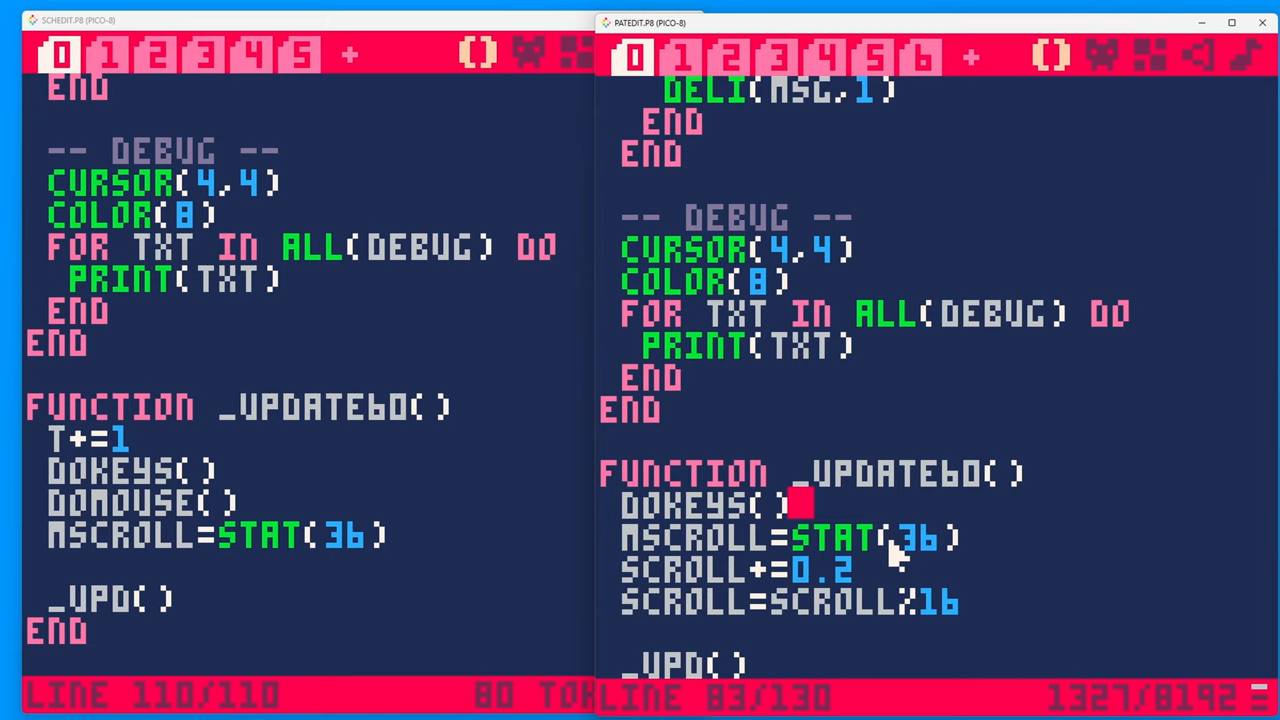 SCHEDIT.P8 (PICO-8)
0 1 2 3 4 5 + ()
END
-- DEBUG --
CURSOR(4,4)
COLOR(8)
FOR TXT IN ALL(DEBUG) DO
PRINT(TXT)
END
END
FUNCTION _UPDATE60()
T+=1
DOKEYS()
DOMOUSE()
MSCROLL=STAT(36)
_UPD()
END
LINE 110/110 80 TOK
PATEDIT.P8 (PICO-8)
0 1 2 3 4 5 6 + ()
DELI(MSG,1)
END
END
-- DEBUG --
CURSOR(4,4)
COLOR(8)
FOR TXT IN ALL(DEBUG) DO
PRINT(TXT)
END
END
FUNCTION _UPDATE60()
DOKEYS()
MSCROLL=STAT(36)
SCROLL+=0.2
SCROLL=SCROLL%16
_UPD()
LINE 83/130 1327/8192